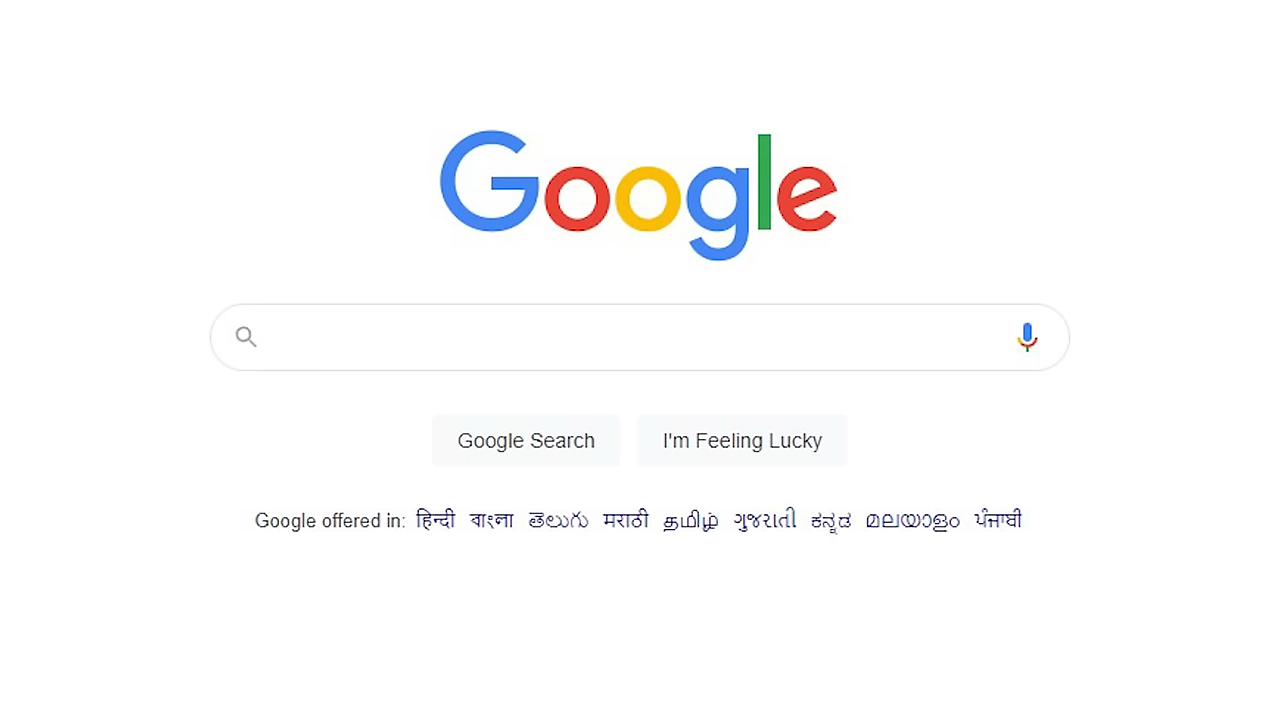 Google
Google Search
I'm Feeling Lucky
Google offered in: हिन्दी বাংলা తెలుగు मराठी தமிழ் ગુજરાતી ಕನ್ನಡ മലയാളം ਪੰਜਾਬੀ